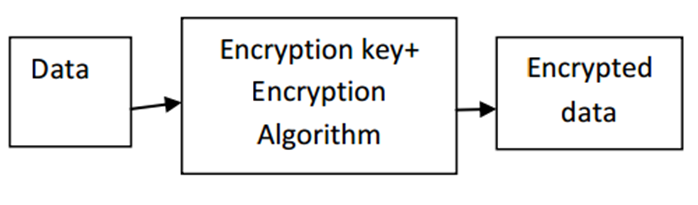 Data
Encryption key+
Encryption
Algorithm
Encrypted
data